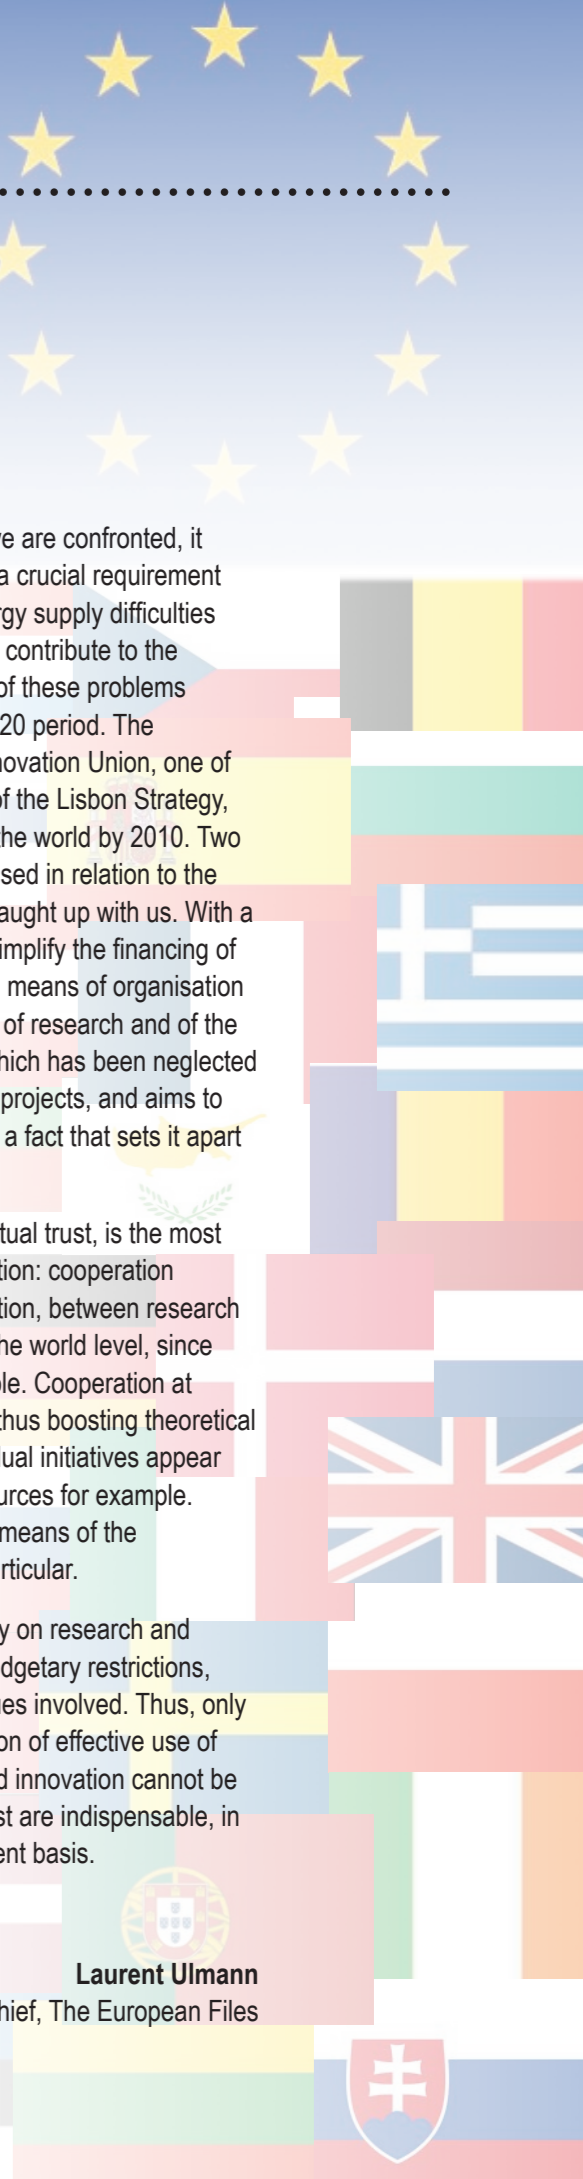 e are confronted, it
a crucial requirement
rgy supply difficulties
contribute to the
of these problems
20 period. The
novation Union, one of
of the Lisbon Strategy,
the world by 2010. Two
sed in relation to the
aught up with us. With a
implify the financing of
means of organisation
of research and of the
hich has been neglected
projects, and aims to
a fact that sets it apart
tual trust, is the most
tion: cooperation
tion, between research
he world level, since
ole. Cooperation at
thus boosting theoretical
dual initiatives appear
urces for example.
means of the
rticular.
y on research and
dgetary restrictions,
ues involved. Thus, only
on of effective use of
d innovation cannot be
st are indispensable, in
ent basis.
Laurent Ulmann
hief, The European Files